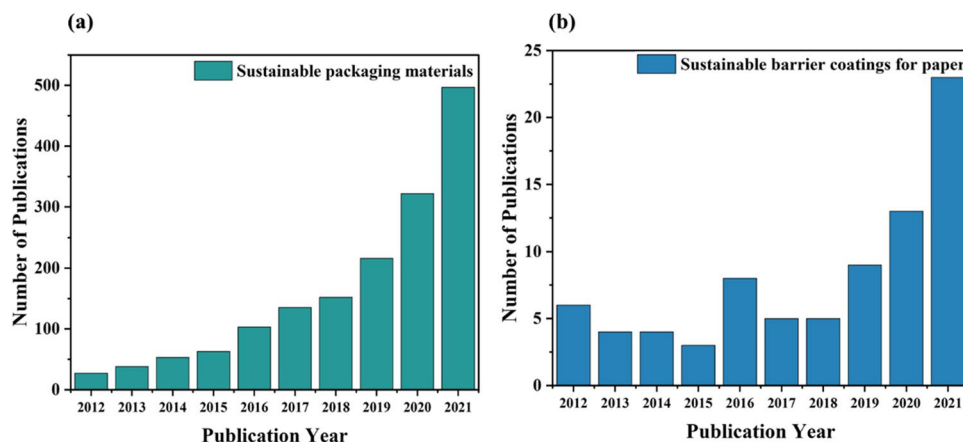 (a)
Sustainable packaging materials
Number of Publications
500
400
300
200
100
0
2012 2013 2014 2015 2016 2017 2018 2019 2020 2021
Publication Year
(b)
Sustainable barrier coatings for paper
Number of Publications
25
20
15
10
5
0
2012 2013 2014 2015 2016 2017 2018 2019 2020 2021
Publication Year